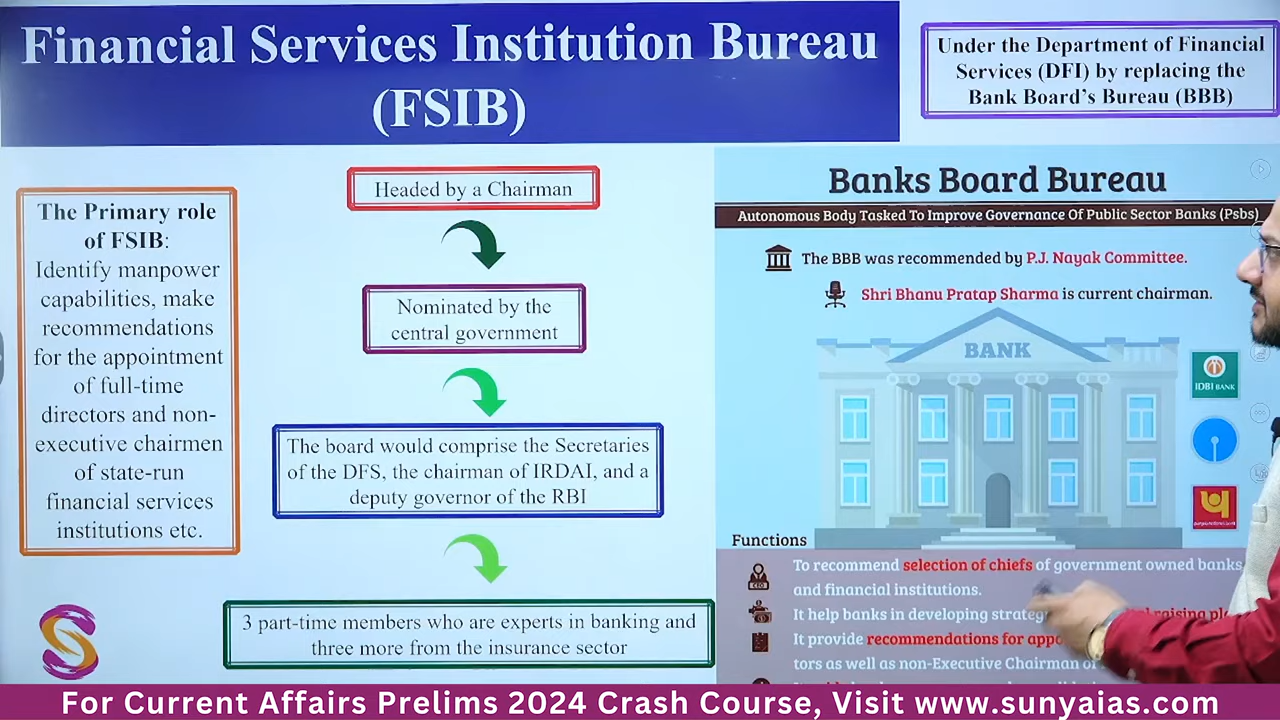 Financial Services Institution Bureau
(FSIB)
Under the Department of Financial
Services (DFI) by replacing the
Bank Board's Bureau (BBB)
The Primary role
of FSIB:
Identify manpower
capabilities, make
recommendations
for the appointment
of full-time
directors and non-
executive chairmen
of state-run
financial services
institutions etc.
Headed by a Chairman
Nominated by the
central government
The board would comprise the Secretaries
of the DFS, the chairman of IRDAI, and a
deputy governor of the RBI
3 part-time members who are experts in banking and
three more from the insurance sector
Banks Board Bureau
Autonomous Body Tasked To Improve Governance Of Public Sector Banks (Psbs)
The BBB was recommended by P.J. Nayak Committee.
Shri Bhanu Pratap Sharma is current chairman.
BANK
IDBI BANK
Functions
To recommend selection of chiefs of government owned banks
and financial institutions.
It help banks in developing raising
It provide recommendations for
tors as well as non-Executive Chairman of
CEO
For Current Affairs Prelims 2024 Crash Course, Visit www.sunyaias.com